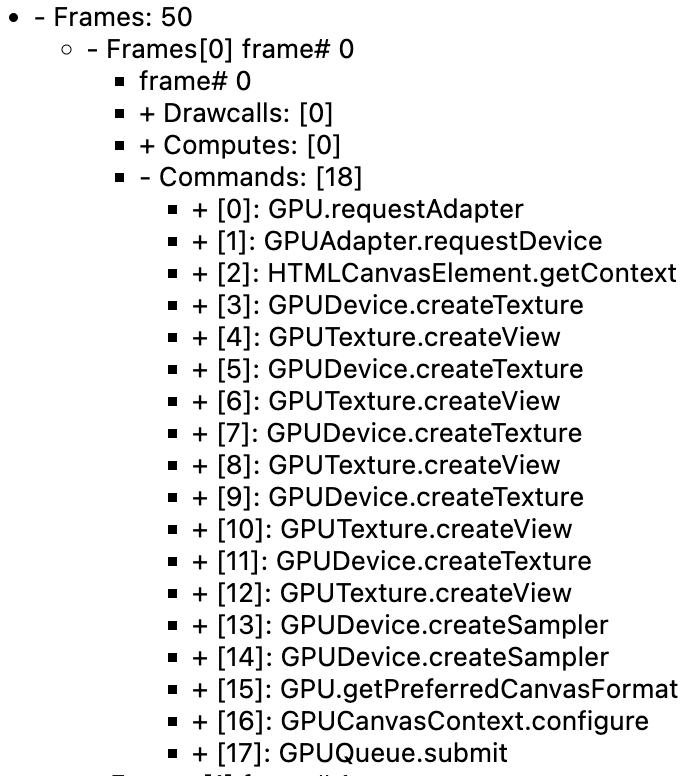 - Frames: 50
- Frames[0] frame# 0
frame# 0
+ Drawcalls: [0]
+ Computes: [0]
- Commands: [18]
+ [0]: GPU.requestAdapter
+ [1]: GPUAdapter.requestDevice
+ [2]: HTMLCanvasElement.getContext
+ [3]: GPUDevice.createTexture
+ [4]: GPUTexture.createView
+ [5]: GPUDevice.createTexture
+ [6]: GPUTexture.createView
+ [7]: GPUDevice.createTexture
+ [8]: GPUTexture.createView
+ [9]: GPUDevice.createTexture
+ [10]: GPUTexture.createView
+ [11]: GPUDevice.createTexture
+ [12]: GPUTexture.createView
+ [13]: GPUDevice.createSampler
+ [14]: GPUDevice.createSampler
+ [15]: GPU.getPreferredCanvasFormat
+ [16]: GPUCanvasContext.configure
+ [17]: GPUQueue.submit